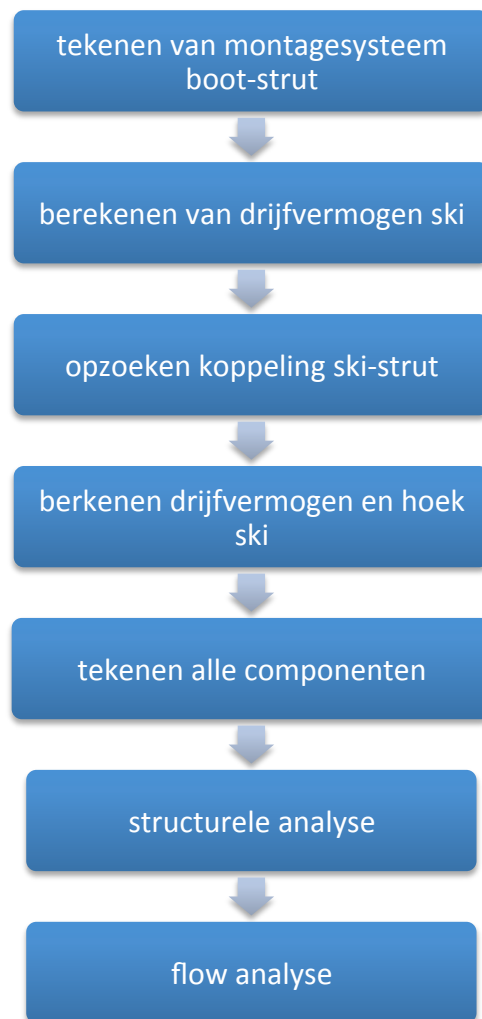 tekenen van montagesysteem
boot-strut
berekenen van drijfvermogen ski
opzoeken koppeling ski-strut
berkenen drijfvermogen en hoek
ski
tekenen alle componenten
structurele analyse
flow analyse